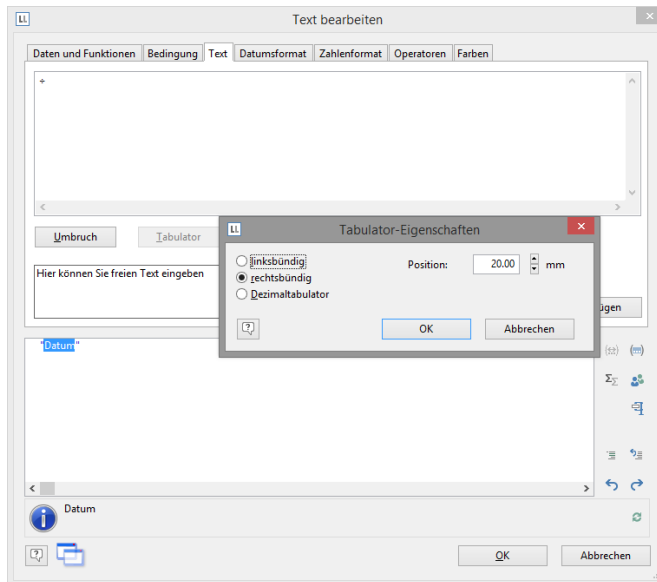 LL Text bearbeiten
Daten und Funktionen Bedingung Text Datumsformat Zahlenformat Operatoren Farben
Umbruch Tabulator
LL Tabulator-Eigenschaften
linksbündig Position: 20.00 mm
rechtsbündig
Dezimaltabulator
OK Abbrechen
Hier können Sie freien Text eingeben
ügen
"Datum"
Datum
OK Abbrechen